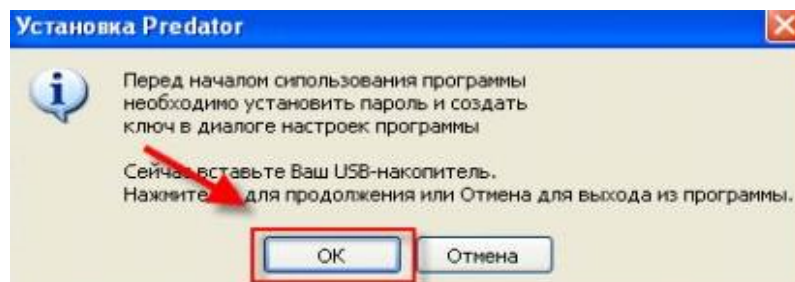 Установка Predator
Перед началом сипользования программы
необходимо установить пароль и создать
ключ в диалоге настроек программы
Сейчас вставьте Ваш USB-накопитель.
Нажмите для продолжения или Отмена для выхода из программы.
OK
Отмена